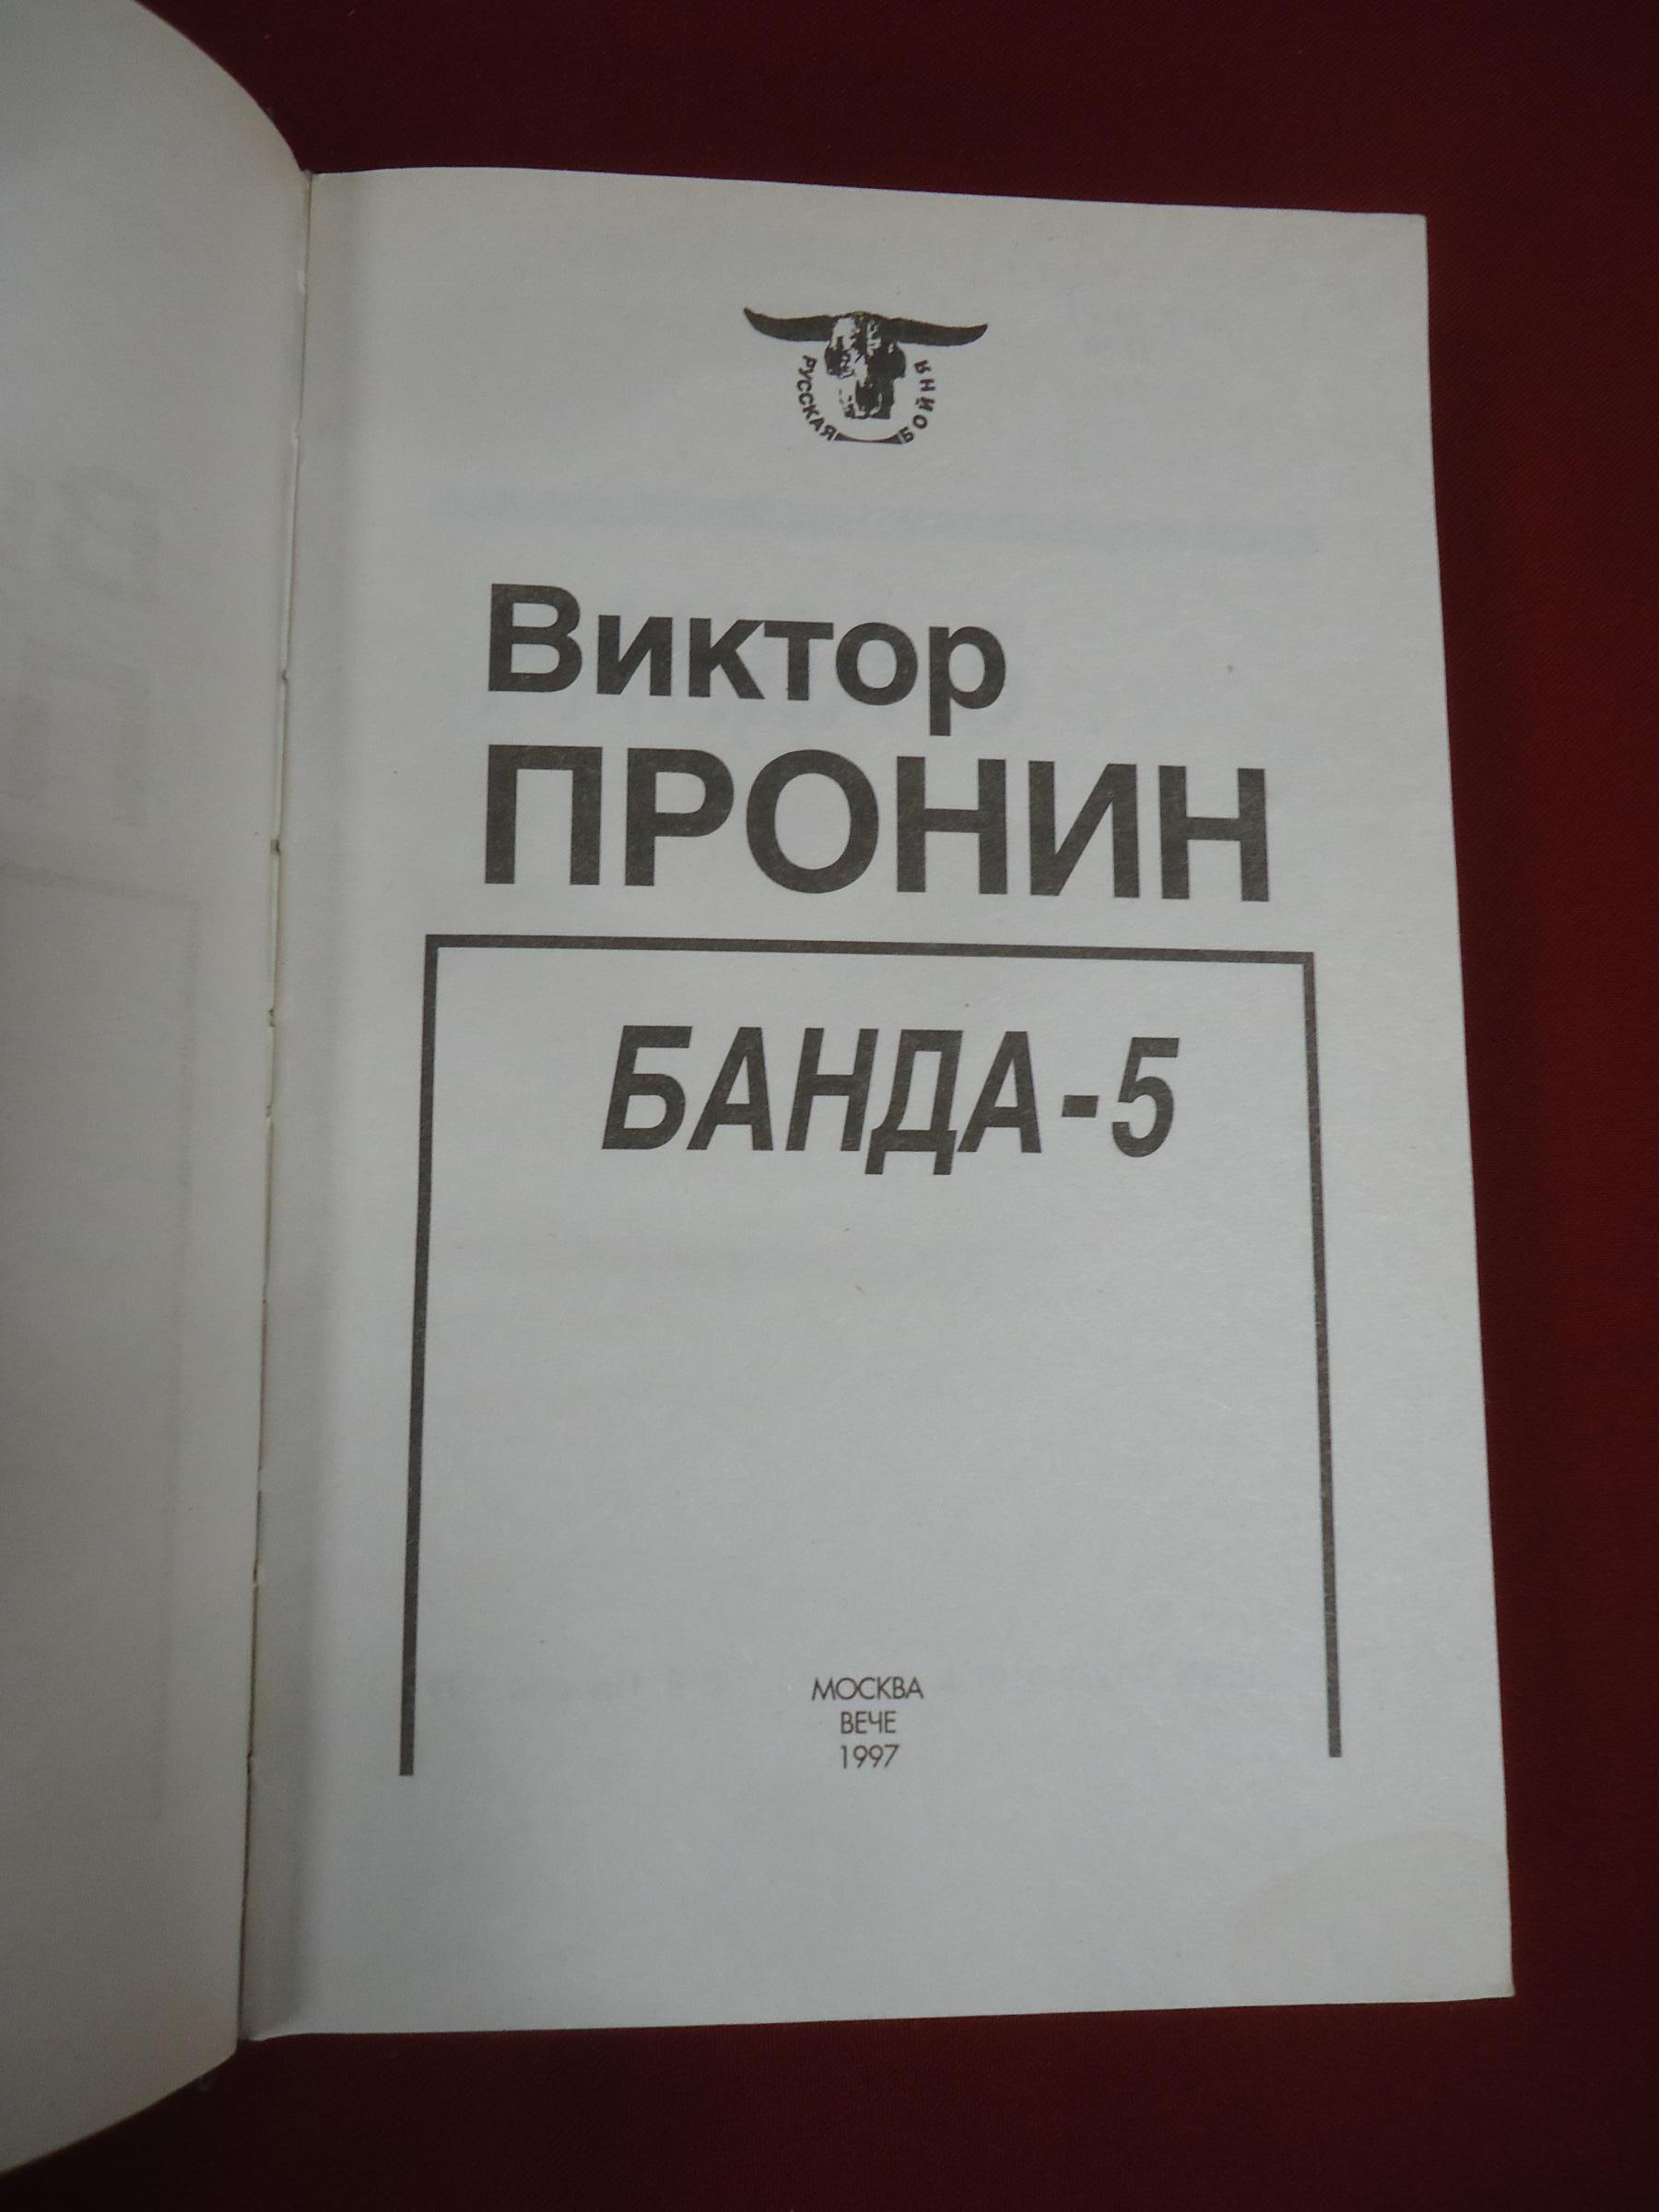 РУССКАЯ БОЙНЯ
Виктор
ПРОНИН
БАНДА-5
МОСКВА
ВЕЧЕ
1997